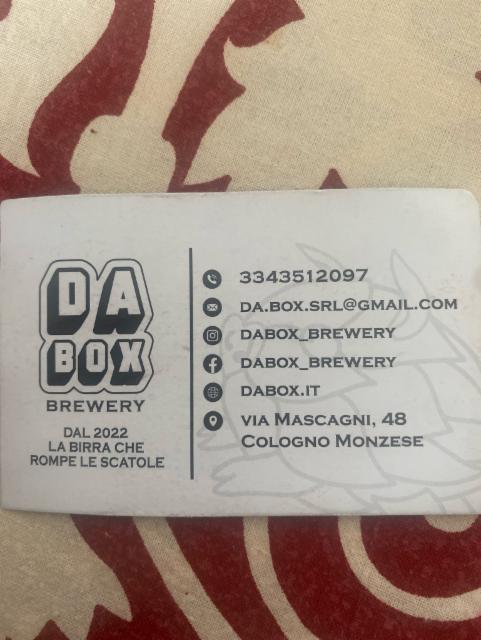 DA
BOX
BREWERY
DAL 2022
LA BIRRA CHE
ROMPE LE SCATOLE
3343512097
DA.BOX.SRL@GMAIL.COM
DABOX_BREWERY
DABOX_BREWERY
DABOX.IT
VIA MASCAGNI, 48
COLOGNO MONZESE